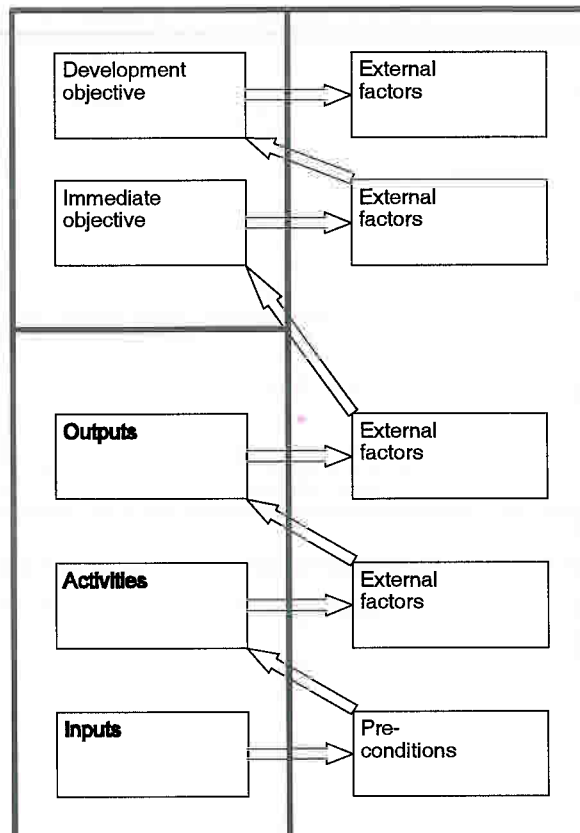 Development
objective
External
factors
Immediate
objective
External
factors
Outputs
External
factors
Activities
External
factors
Inputs
Pre-
conditions